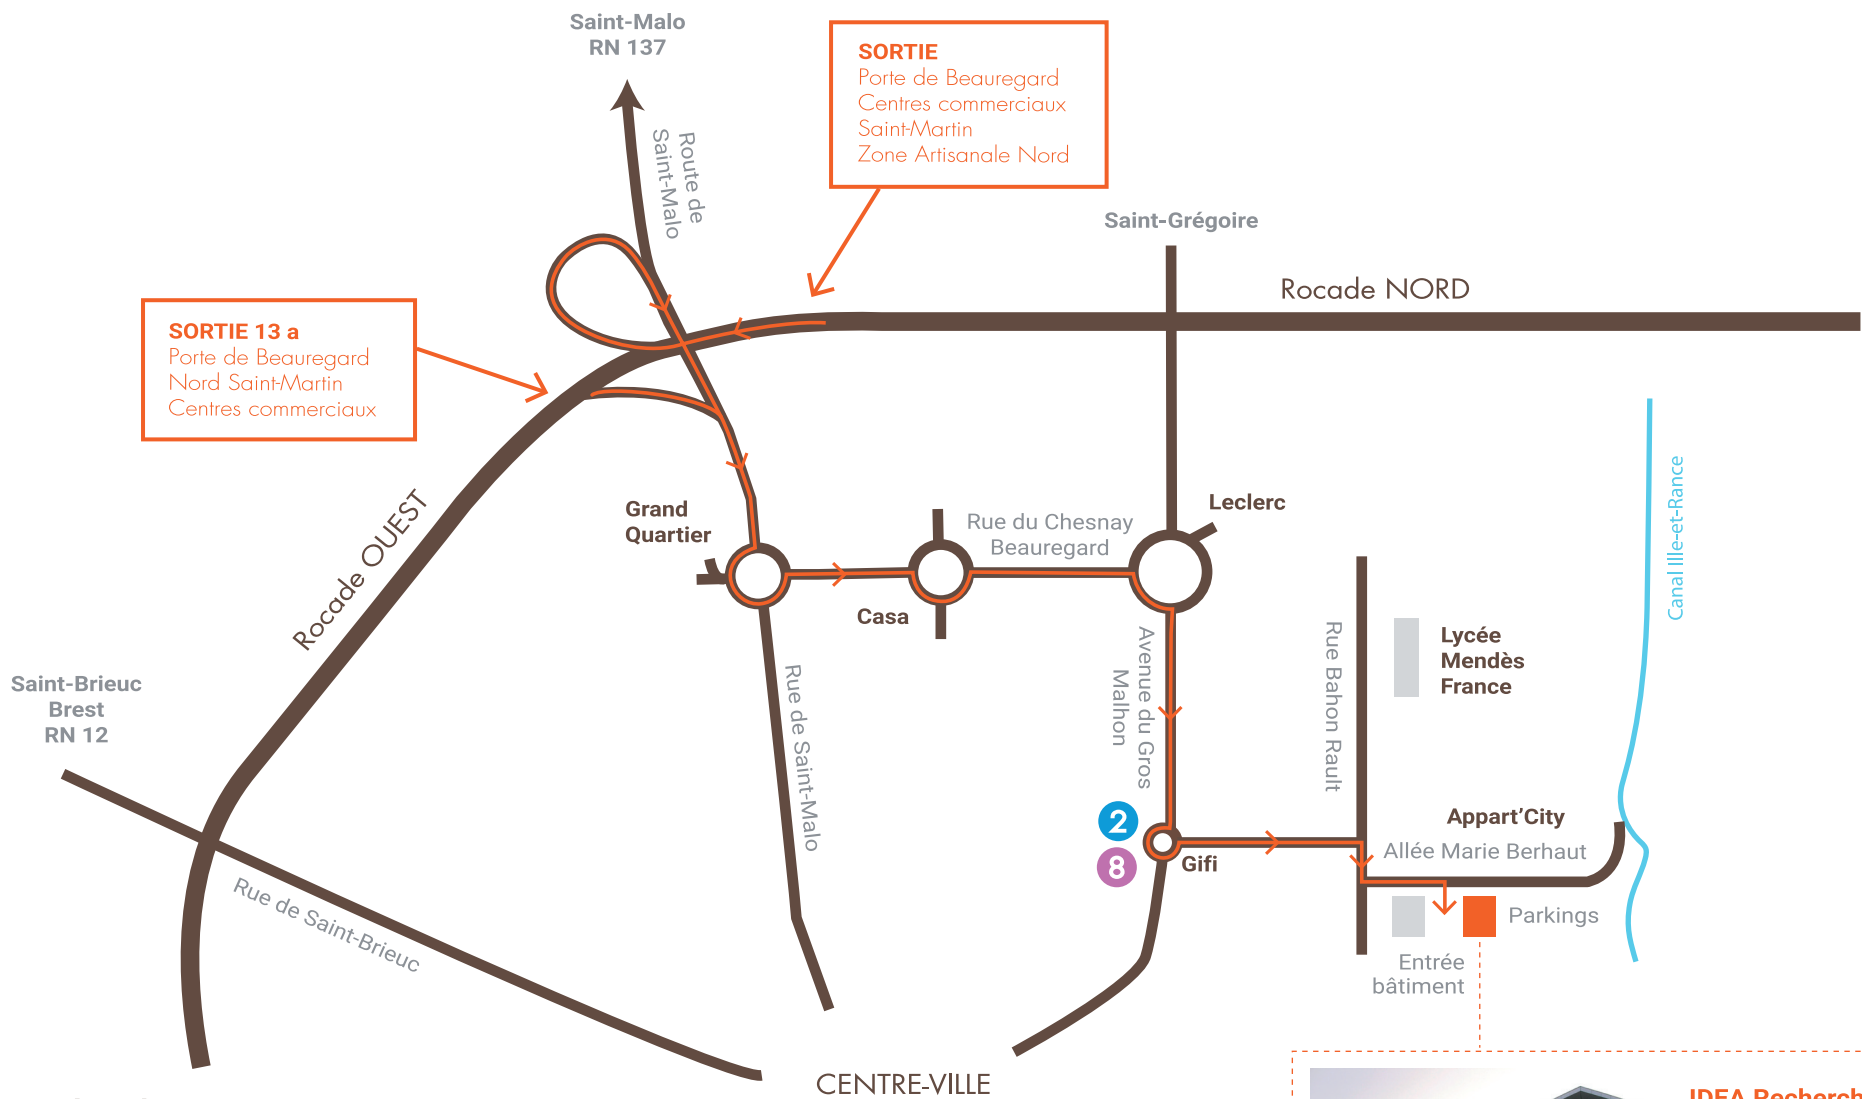 Saint-Malo
RN 137
SORTIE
Porte de Beauregard
Centres commerciaux
Saint-Martin
Zone Artisanale Nord
Route de
Saint-Malo
Saint-Grégoire
Rocade NORD
SORTIE 13 a
Porte de Beauregard
Nord Saint-Martin
Centres commerciaux
Rocade OUEST
Grand
Quartier
Casa
Rue du Chesnay
Beauregard
Leclerc
Canal Ille-et-Rance
Saint-Brieuc
Brest
RN 12
Rue de Saint-Malo
Avenue du Gros
Malhon
Rue Bahon Rault
Lycée
Mendès
France
2
8
Gifi
Appart'City
Allée Marie Berhaut
Parkings
Entrée
bâtiment
Rue de Saint-Brieuc
CENTRE-VILLE
IDEA Recherch